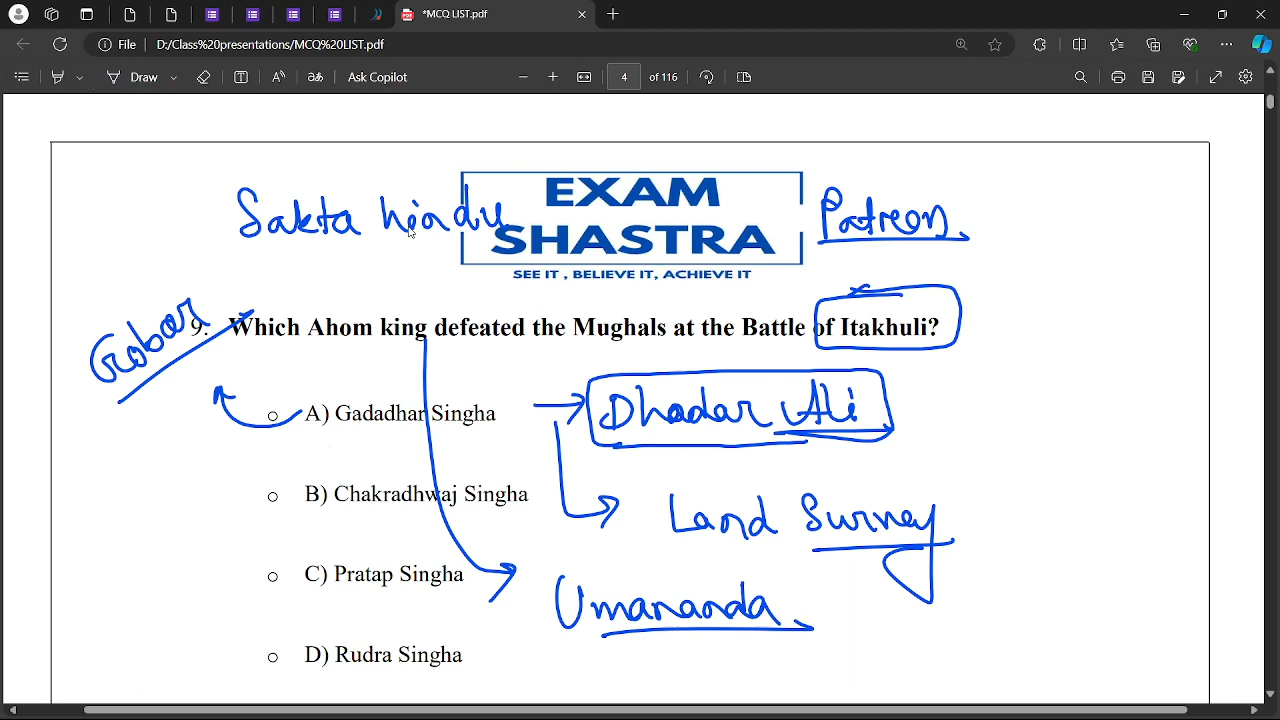 *MCQ LIST.pdf
File D:/Class%20presentations/MCQ%20LIST.pdf
Draw Ask Copilot 4 of 116
EXAM
SHASTRA
SEE IT , BELIEVE IT, ACHIEVE IT
Sakta hindu
Patreon
Gobar
9. Which Ahom king defeated the Mughals at the Battle of Itakhuli?
A) Gadadhar Singha
Dhadar Ali
B) Chakradhwaj Singha
Land Survey
C) Pratap Singha
Umananda
D) Rudra Singha